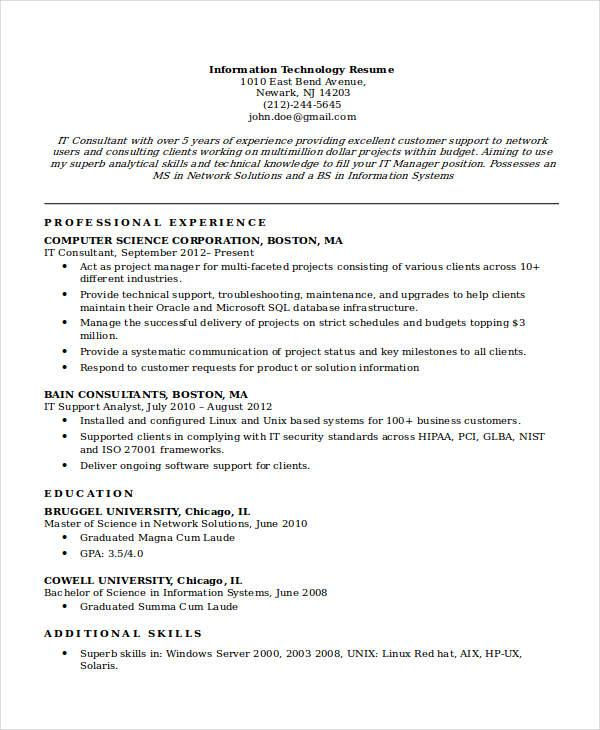 Information Technology Resume
1010 East Bend Avenue,
Newark, NJ 14203
(212)-244-5645
john.doe@gmail.com
IT Consultant with over 5 years of experience providing excellent customer support to network
users and consulting clients working on multimillion dollar projects within budget. Aiming to use
my superb analytical skills and technical knowledge to fill your IT Manager position. Possesses an
MS in Network Solutions and a BS in Information Systems
PROFESSIONAL EXPERIENCE
COMPUTER SCIENCE CORPORATION, BOSTON, MA
IT Consultant, September 2012– Present
• Act as project manager for multi-faceted projects consisting of various clients across 10+
different industries.
• Provide technical support, troubleshooting, maintenance, and upgrades to help clients
maintain their Oracle and Microsoft SQL database infrastructure.
• Manage the successful delivery of projects on strict schedules and budgets topping $3
million.
• Provide a systematic communication of project status and key milestones to all clients.
• Respond to customer requests for product or solution information
BAIN CONSULTANTS, BOSTON, MA
IT Support Analyst, July 2010 – August 2012
• Installed and configured Linux and Unix based systems for 100+ business customers.
• Supported clients in complying with IT security standards across HIPAA, PCI, GLBA, NIST
and ISO 27001 frameworks.
• Deliver ongoing software support for clients.
EDUCATION
BRUGGEL UNIVERSITY, Chicago, IL
Master of Science in Network Solutions, June 2010
• Graduated Magna Cum Laude
• GPA: 3.5/4.0
COWELL UNIVERSITY, Chicago, IL
Bachelor of Science in Information Systems, June 2008
• Graduated Summa Cum Laude
ADDITIONAL SKILLS
• Superb skills in: Windows Server 2000, 2003 2008, UNIX: Linux Red hat, AIX, HP-UX,
Solaris.